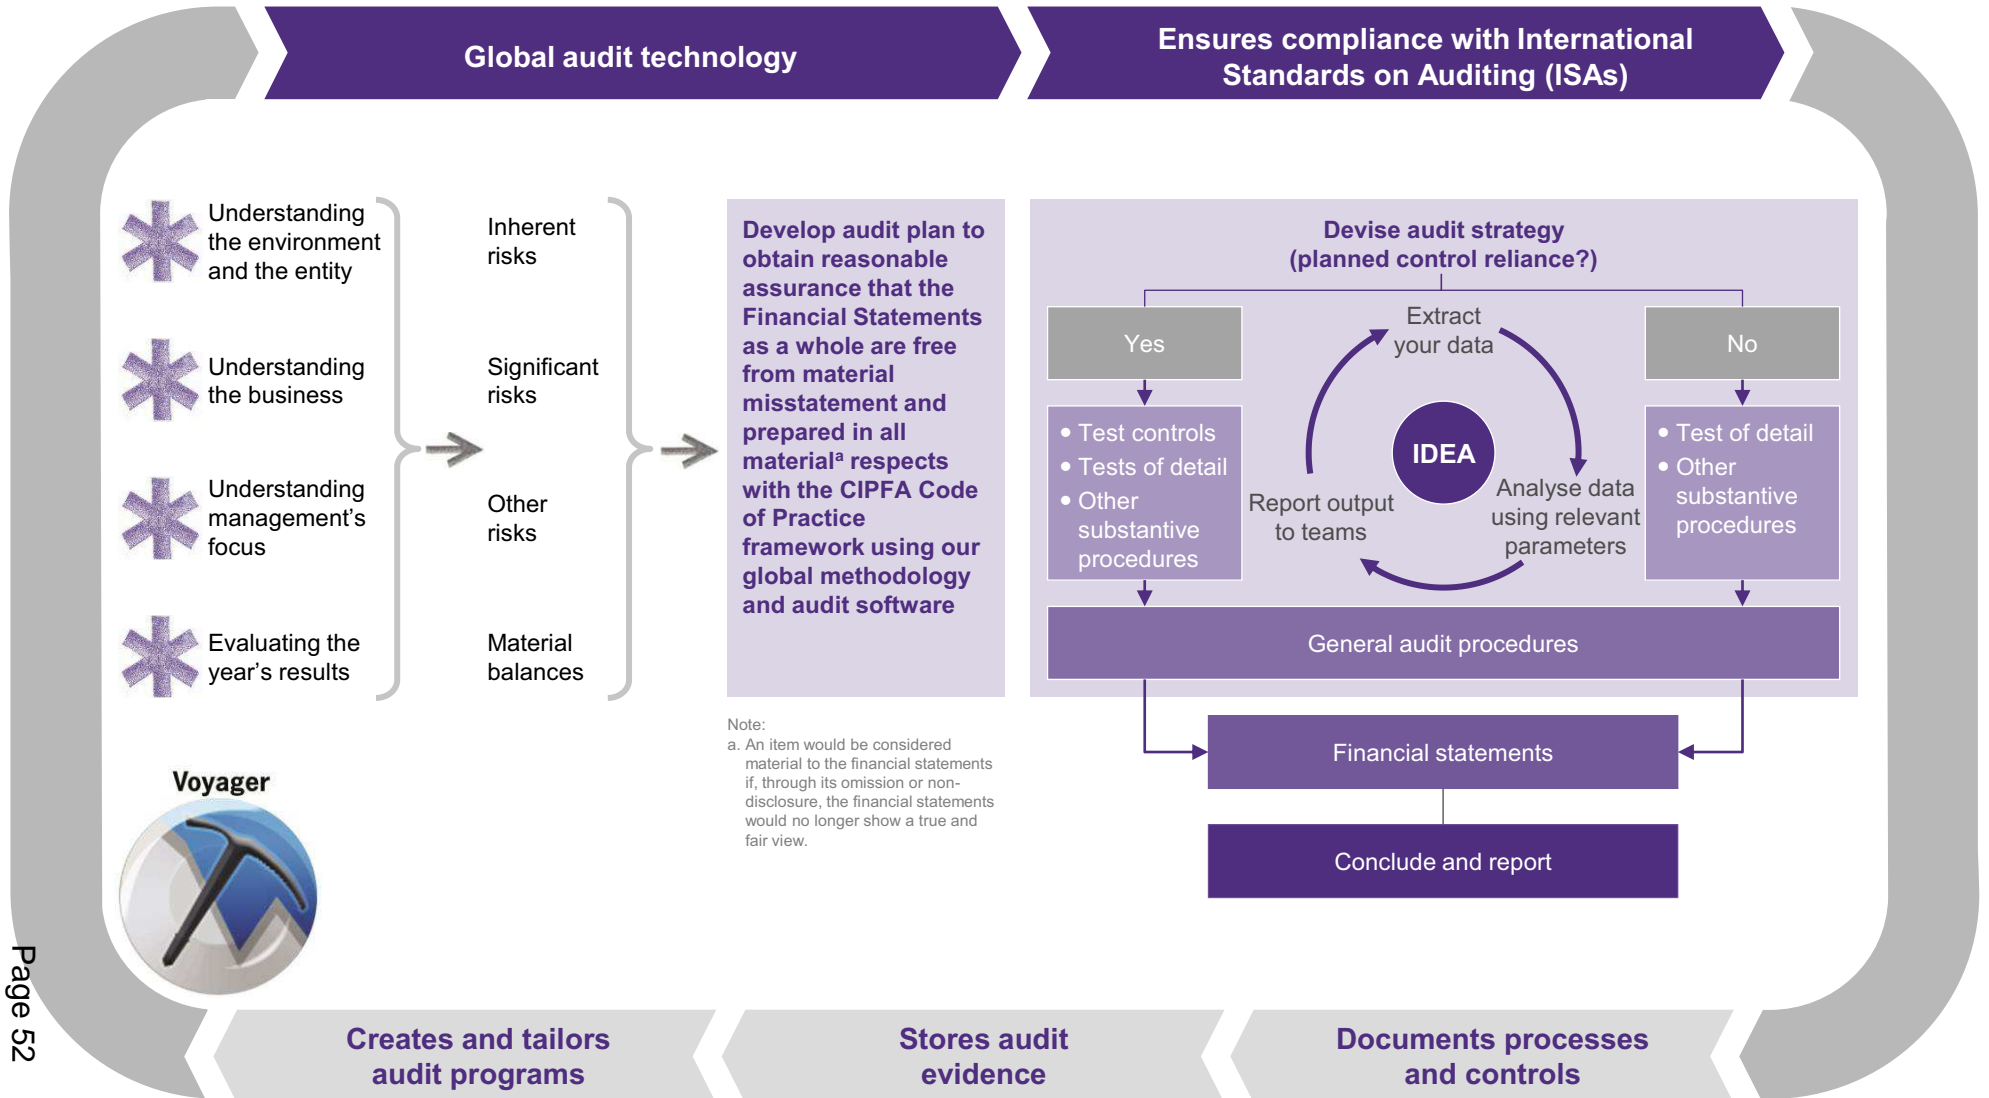 Global audit technology
Ensures compliance with International
Standards on Auditing (ISAs)
Understanding
the environment
and the entity
Understanding
the business
Understanding
management’s
focus
Evaluating the
year’s results
Inherent
risks
Significant
risks
Other
risks
Material
balances
Develop audit plan to
obtain reasonable
assurance that the
Financial Statements
as a whole are free
from material
misstatement and
prepared in all
materialᵃ respects
with the CIPFA Code
of Practice
framework using our
global methodology
and audit software
Note:
a. An item would be considered
material to the financial statements
if, through its omission or non-
disclosure, the financial statements
would no longer show a true and
fair view.
Devise audit strategy
(planned control reliance?)
Yes
• Test controls
• Tests of detail
• Other
substantive
procedures
Extract
your data
IDEA
Analyse data
using relevant
parameters
Report output
to teams
No
• Test of detail
• Other
substantive
procedures
General audit procedures
Financial statements
Conclude and report
Voyager
Creates and tailors
audit programs
Stores audit
evidence
Documents processes
and controls
Page 52